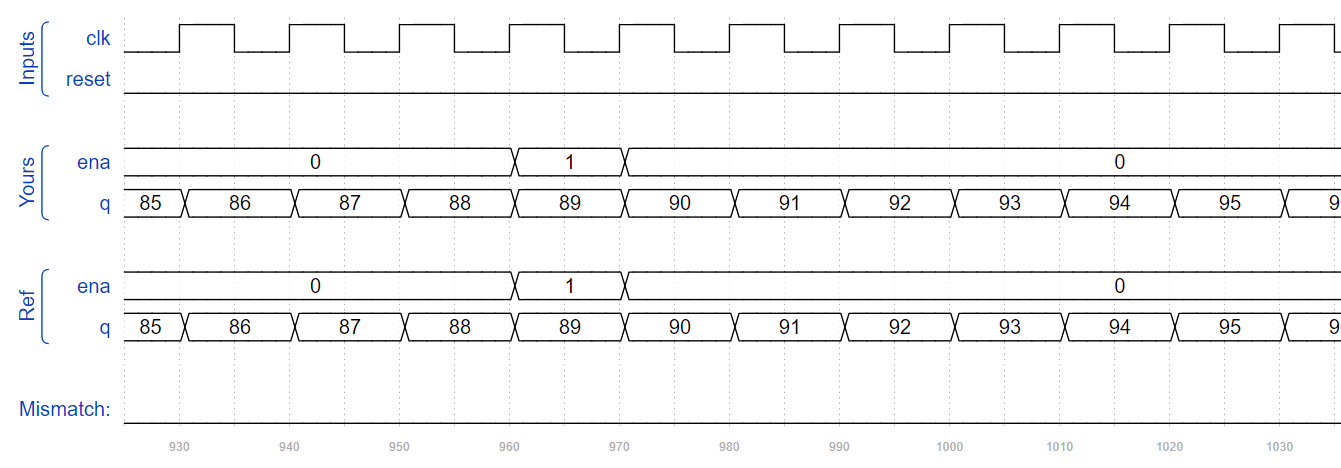 Inputs
clk
reset
Yours
ena 0 1 0
q 85 86 87 88 89 90 91 92 93 94 95 9
Ref
ena 0 1 0
q 85 86 87 88 89 90 91 92 93 94 95 9
Mismatch:
930 940 950 960 970 980 990 1000 1010 1020 1030